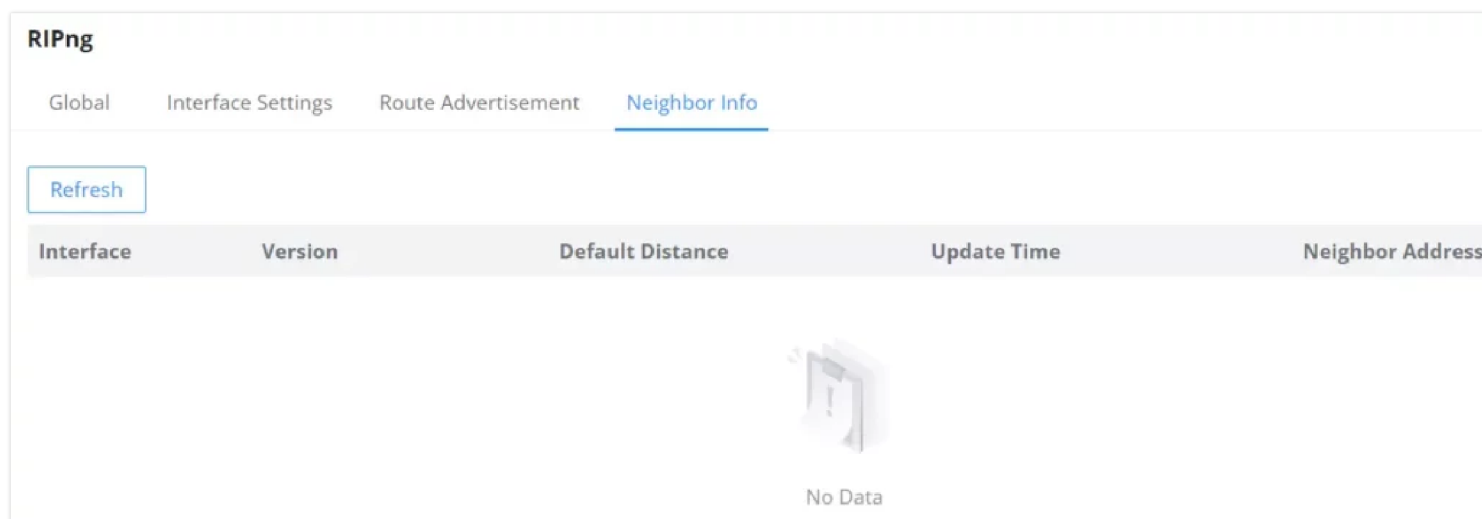 RIPng
Global Interface Settings Route Advertisement Neighbor Info
Refresh
Interface Version Default Distance Update Time Neighbor Address
No Data